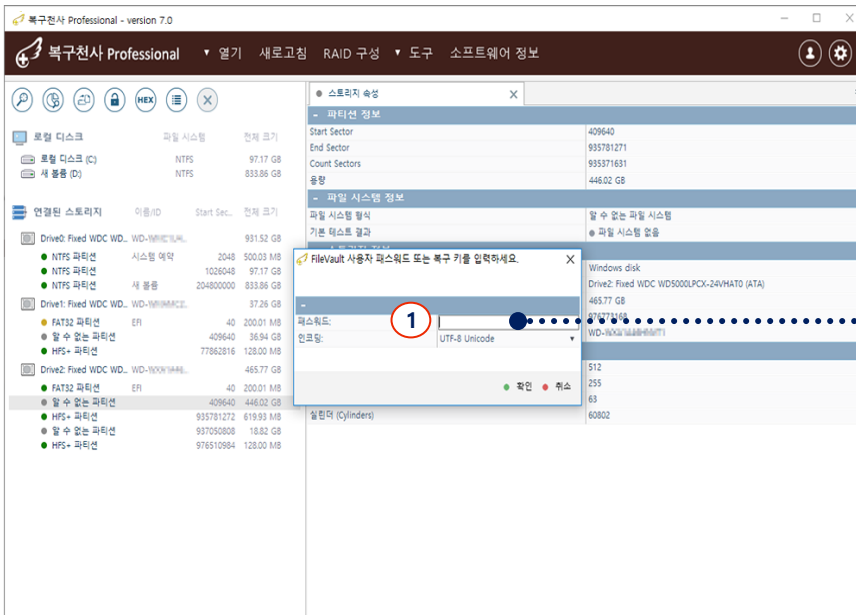 복구천사 Professional - version 7.0
복구천사 Professional ▼ 열기 새로고침 RAID 구성 ▼ 도구 소프트웨어 정보
HEX
스토리지 속성
로컬 디스크 파일 시스템 전체 크기
로컬 디스크 (C:) NTFS 97.17 GB
새 볼륨 (D:) NTFS 833.86 GB
연결된 스토리지 이름/ID Start Sec... 전체 크기
Drive0: Fixed WDC WD... WD- 931.52 GB
NTFS 파티션 시스템 예약 2048 500.03 MB
NTFS 파티션 1026048 97.17 GB
NTFS 파티션 새 볼륨 204800000 833.86 GB
Drive1: Fixed WDC WD... WD- 37.26 GB
FAT32 파티션 EFI 40 200.01 MB
알 수 없는 파티션 409640 36.94 GB
HFS+ 파티션 77862816 128.00 MB
Drive2: Fixed WDC WD... WD- 465.77 GB
FAT32 파티션 EFI 40 200.01 MB
알 수 없는 파티션 409640 446.02 GB
HFS+ 파티션 935781272 619.93 MB
알 수 없는 파티션 937050808 18.82 GB
HFS+ 파티션 976510984 128.00 MB
- 파티션 정보
Start Sector 409640
End Sector 935781271
Count Sectors 935371631
용량 446.02 GB
- 파일 시스템 정보
파일 시스템 형식 알 수 없는 파일 시스템
기본 테스트 결과 파일 시스템 없음
Windows disk
Drive2: Fixed WDC WD5000LPCX-24VHAT0 (ATA)
465.77 GB
976773168
WD-
512
255
63
실린더 (Cylinders) 60802
FileVault 사용자 패스워드 또는 복구 키를 입력하세요.
-
패스워드:
1
인코딩: UTF-8 Unicode
확인 취소